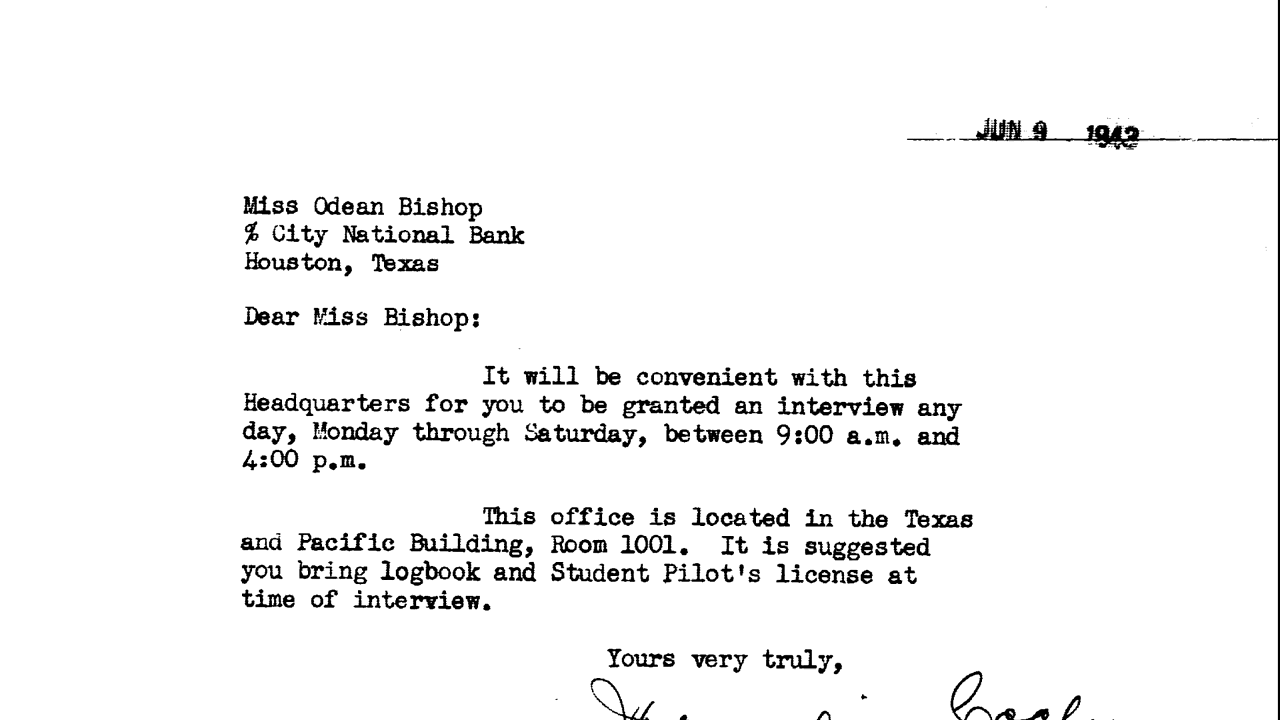 JUN 9 1942
Miss Odean Bishop
% City National Bank
Houston, Texas
Dear Miss Bishop:
It will be convenient with this
Headquarters for you to be granted an interview any
day, Monday through Saturday, between 9:00 a.m. and
4:00 p.m.
This office is located in the Texas
and Pacific Building, Room 1001. It is suggested
you bring logbook and Student Pilot's license at
time of interview.
Yours very truly,